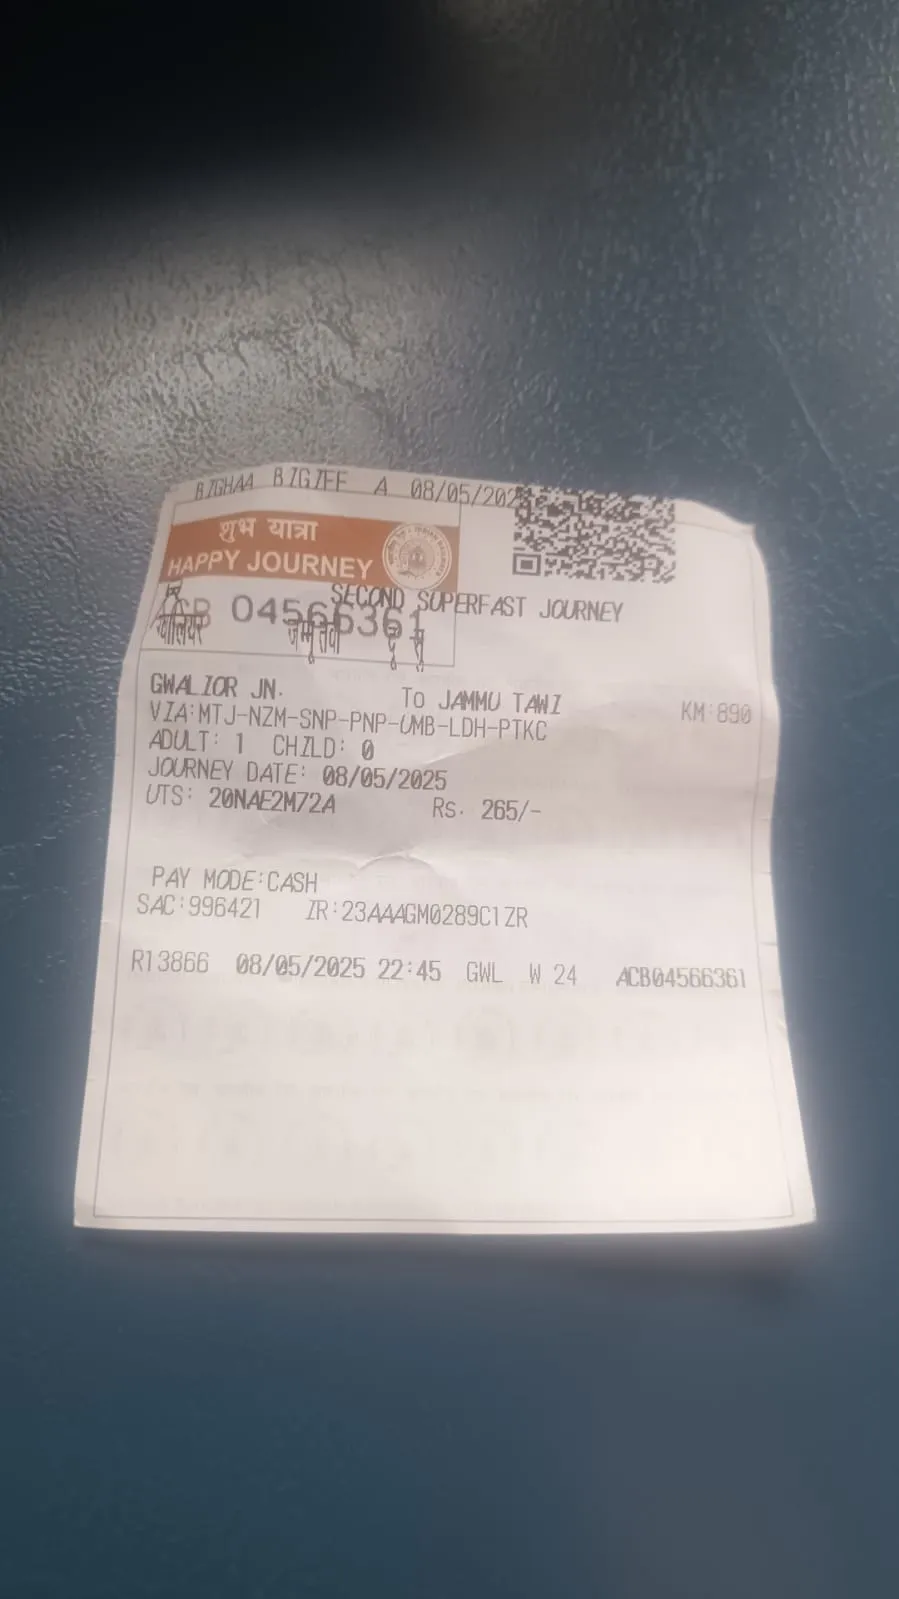 BZGHAA BZGZFF A 08/05/202
शुभ यात्रा
HAPPY JOURNEY
SECOND SUPERFAST JOURNEY
04566361
ग्वालियर जम्मूतवी
GWALIOR JN. To JAMMU TAWI KM:890
VIA:MTJ-NZM-SNP-PNP-UMB-LDH-PTKC
ADULT: 1 CHILD: 0
JOURNEY DATE: 08/05/2025
UTS: 20NAE2M72A Rs. 265/-
PAY MODE:CASH
SAC:996421 IR:23AAAGM0289C1ZR
R13866 08/05/2025 22:45 GWL W 24 ACB04566361